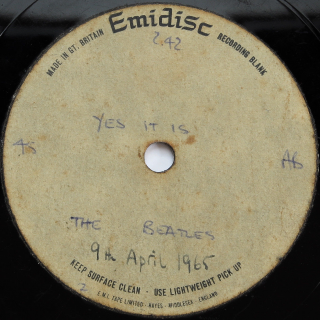 Emidisc
MADE IN GT. BRITAIN
RECORDING BLANK
2.42
YES IT IS
45
THE BEATLES
9th April 1965
KEEP SURFACE CLEAN - USE LIGHTWEIGHT PICK UP
E.M.I. TAPE LIMITED - HAYES - MIDDLESEX - ENGLAND